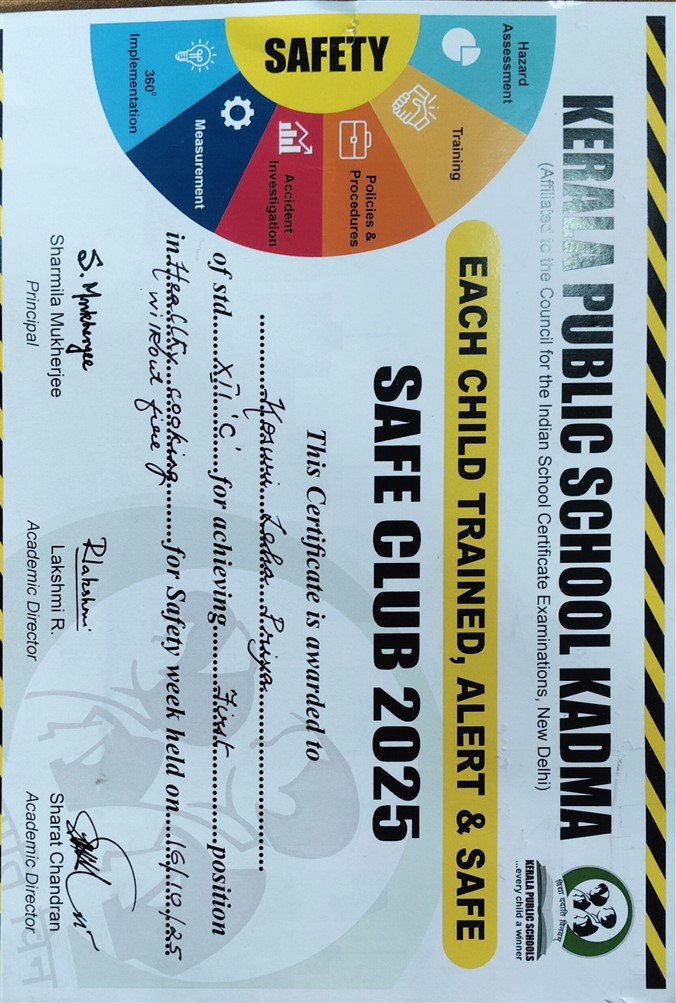 KERALA PUBLIC SCHOOL KADMA
(Affiliated to the Council for the Indian School Certificate Examinations, New Delhi)
विद्या ददाति विनयम्
KERALA PUBLIC SCHOOLS
...every child a winner
SAFETY
Hazard Assessment
Training
Policies & Procedures
Accident Investigation
Measurement
360° Implementation
EACH CHILD TRAINED, ALERT & SAFE
SAFE CLUB 2025
This Certificate is awarded to
Priya
of std.....XII 'C'.......for achieving........First............position
in Healthy cooking without fire for Safety week held on....16/10/25
S. Mukherjee
Sharmila Mukherjee
Principal
Rlakshmi
Lakshmi R.
Academic Director
Sharat Chandran
Academic Director